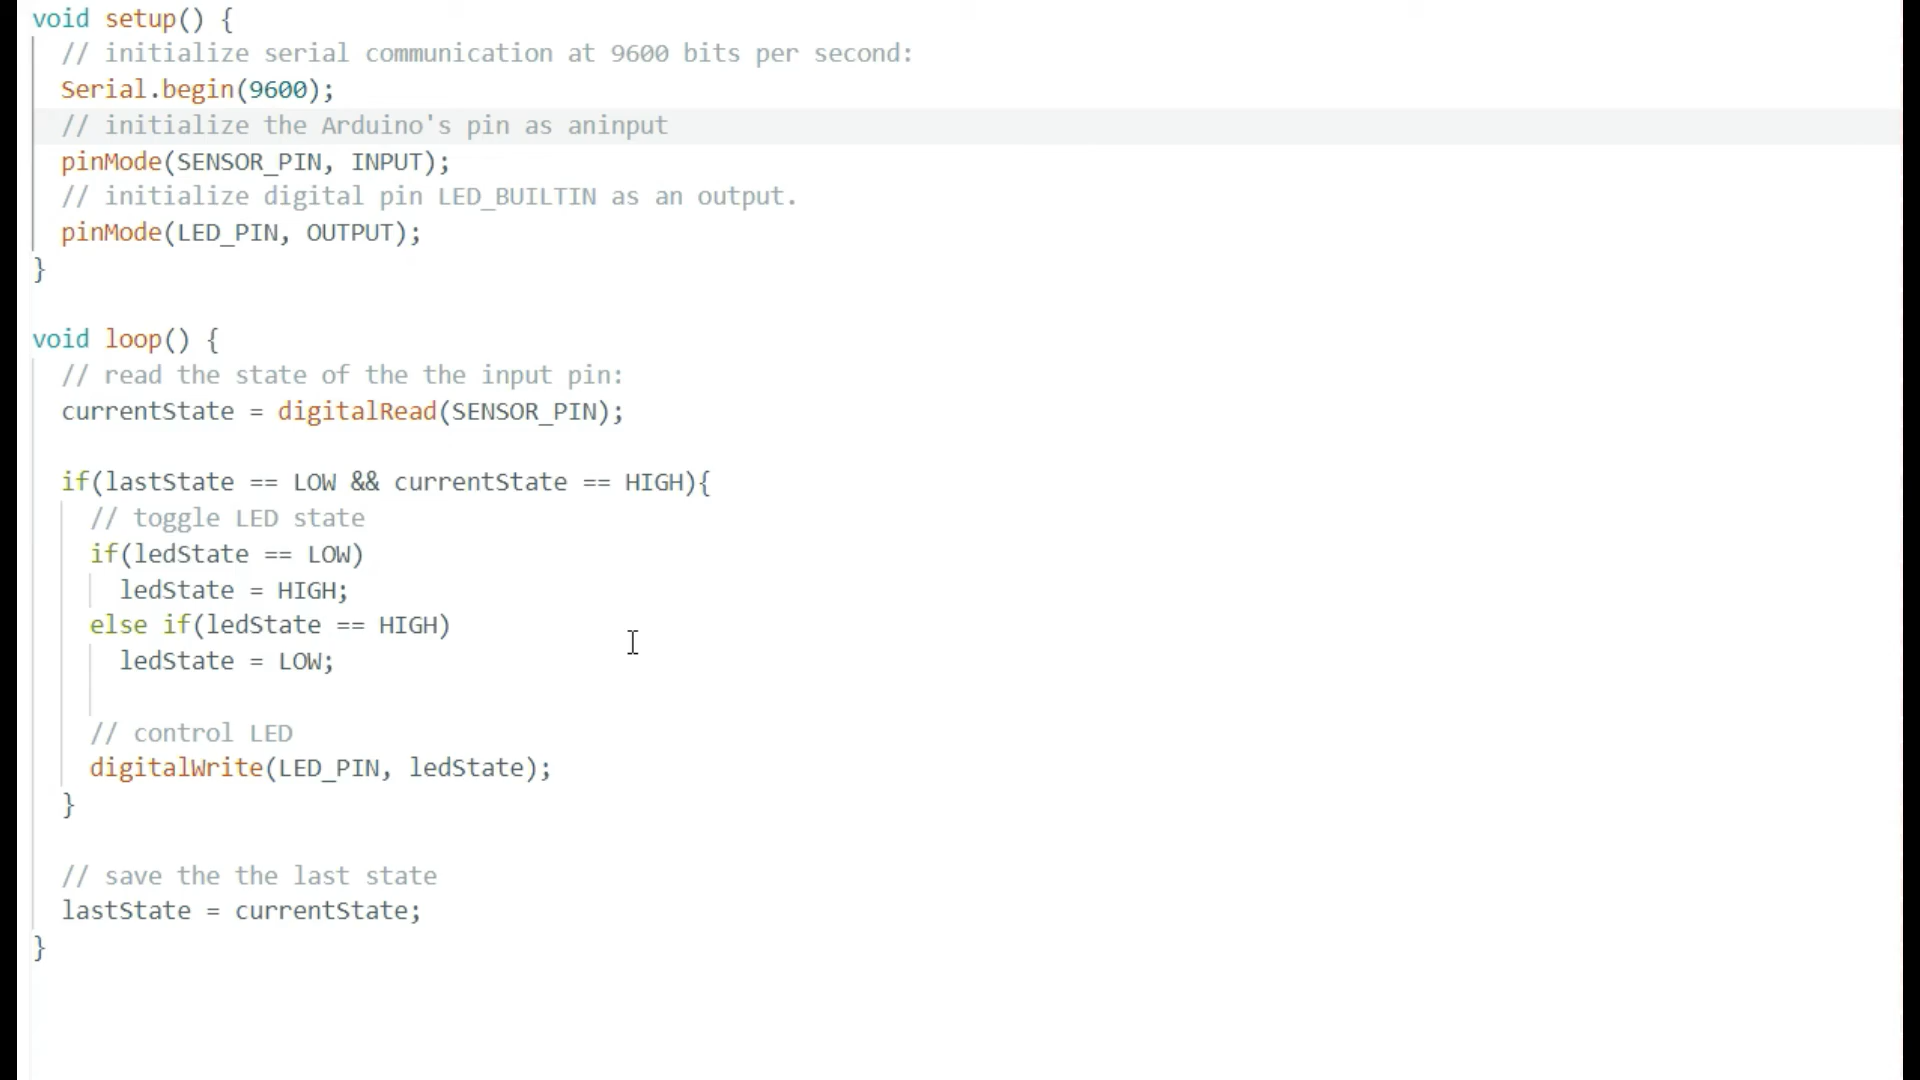 void setup() {
// initialize serial communication at 9600 bits per second:
Serial.begin(9600);
// initialize the Arduino's pin as aninput
pinMode(SENSOR_PIN, INPUT);
// initialize digital pin LED_BUILTIN as an output.
pinMode(LED_PIN, OUTPUT);
}
void loop() {
// read the state of the the input pin:
currentState = digitalRead(SENSOR_PIN);
if(lastState == LOW && currentState == HIGH){
// toggle LED state
if(ledState == LOW)
ledState = HIGH;
else if(ledState == HIGH)
ledState = LOW;
// control LED
digitalWrite(LED_PIN, ledState);
}
// save the the last state
lastState = currentState;
}